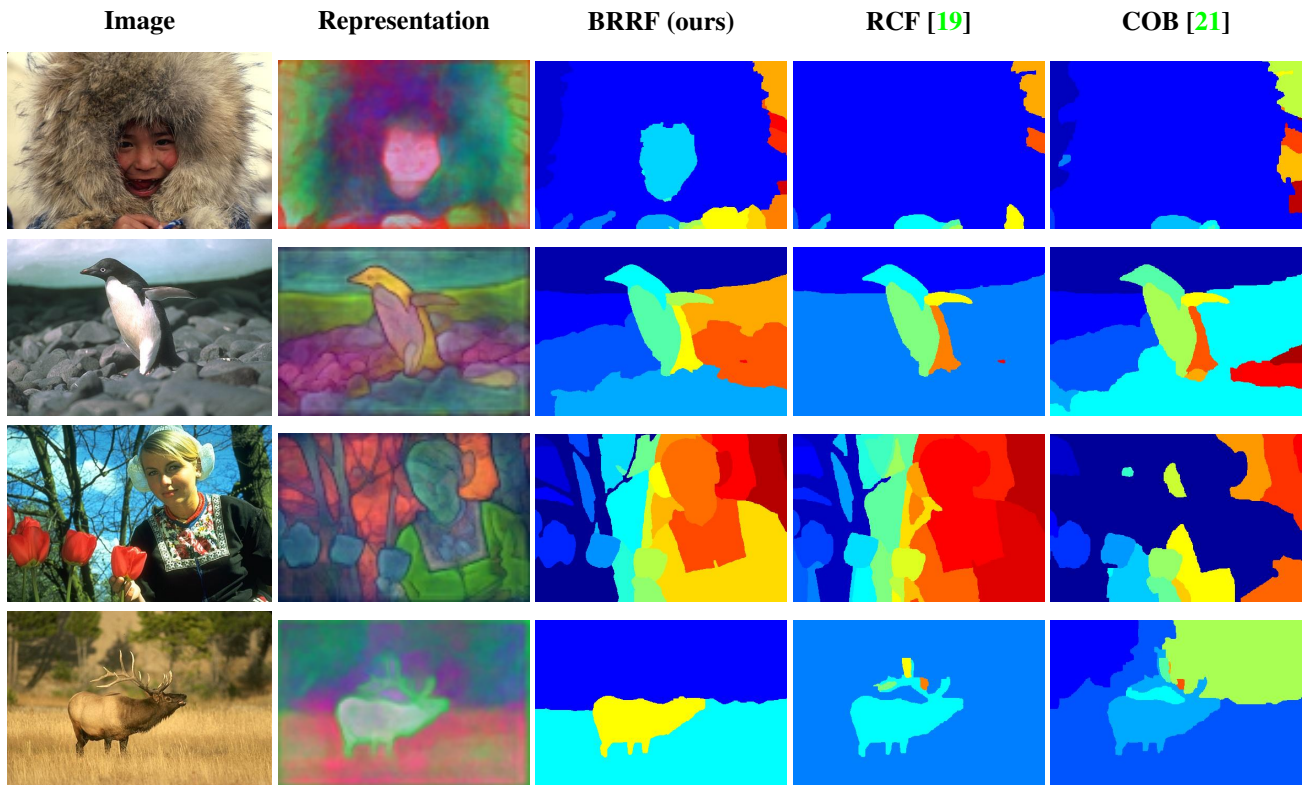 Image Representation BRRF (ours) RCF [19] COB [21]